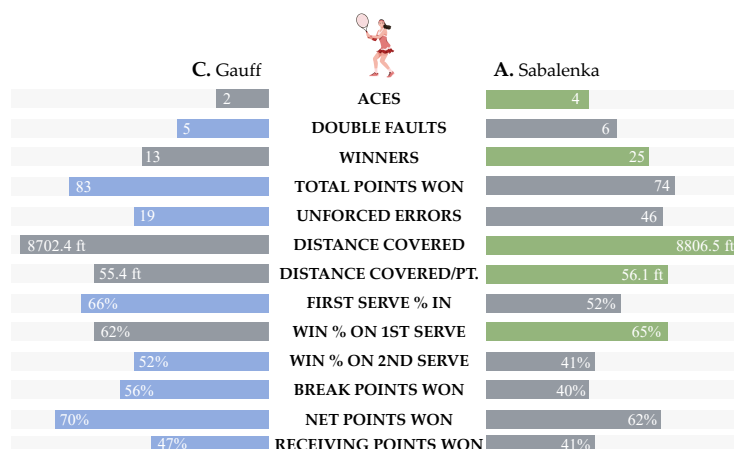 C. Gauff A. Sabalenka
2 ACES 4
5 DOUBLE FAULTS 6
13 WINNERS 25
83 TOTAL POINTS WON 74
19 UNFORCED ERRORS 46
8702.4 ft DISTANCE COVERED 8806.5 ft
55.4 ft DISTANCE COVERED/PT. 56.1 ft
66% FIRST SERVE % IN 52%
62% WIN % ON 1ST SERVE 65%
52% WIN % ON 2ND SERVE 41%
56% BREAK POINTS WON 40%
70% NET POINTS WON 62%
47% RECEIVING POINTS WON 41%